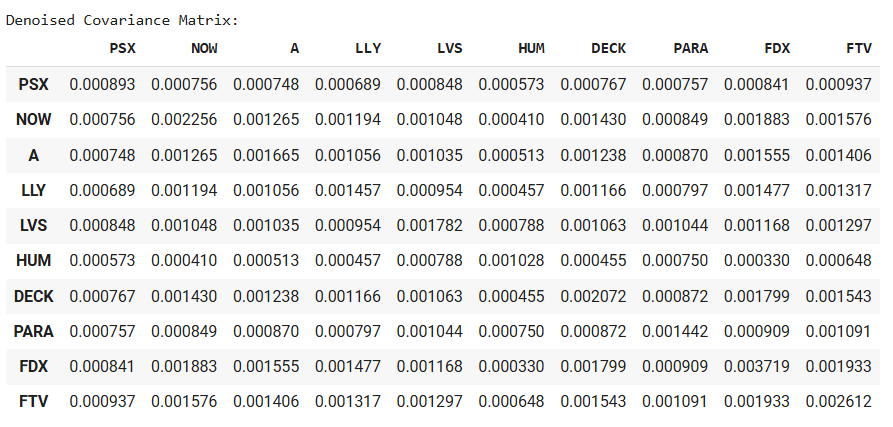 Denoised Covariance Matrix:
PSX NOW A LLY LVS HUM DECK PARA FDX FTV
PSX 0.000893 0.000756 0.000748 0.000689 0.000848 0.000573 0.000767 0.000757 0.000841 0.000937
NOW 0.000756 0.002256 0.001265 0.001194 0.001048 0.000410 0.001430 0.000849 0.001883 0.001576
A 0.000748 0.001265 0.001665 0.001056 0.001035 0.000513 0.001238 0.000870 0.001555 0.001406
LLY 0.000689 0.001194 0.001056 0.001457 0.000954 0.000457 0.001166 0.000797 0.001477 0.001317
LVS 0.000848 0.001048 0.001035 0.000954 0.001782 0.000788 0.001063 0.001044 0.001168 0.001297
HUM 0.000573 0.000410 0.000513 0.000457 0.000788 0.001028 0.000455 0.000750 0.000330 0.000648
DECK 0.000767 0.001430 0.001238 0.001166 0.001063 0.000455 0.002072 0.000872 0.001799 0.001543
PARA 0.000757 0.000849 0.000870 0.000797 0.001044 0.000750 0.000872 0.001442 0.000909 0.001091
FDX 0.000841 0.001883 0.001555 0.001477 0.001168 0.000330 0.001799 0.000909 0.003719 0.001933
FTV 0.000937 0.001576 0.001406 0.001317 0.001297 0.000648 0.001543 0.001091 0.001933 0.002612